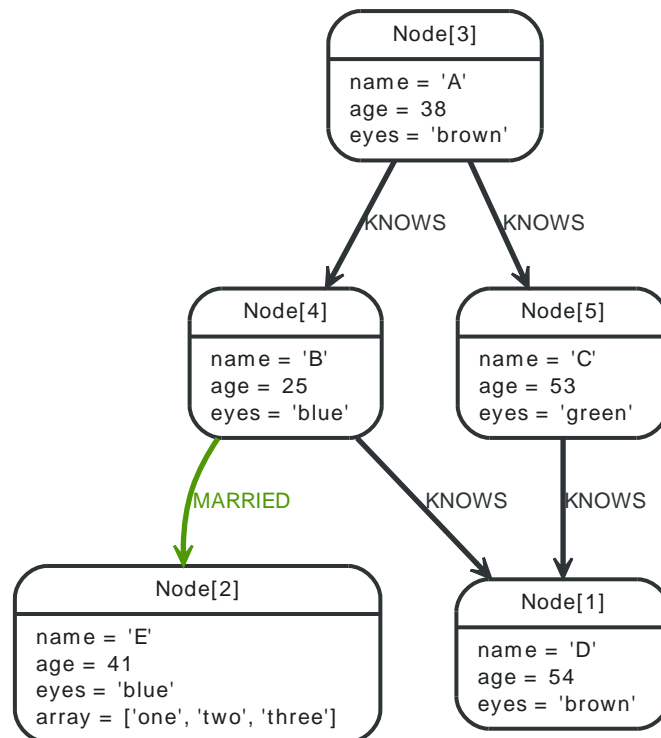 Node[3]
name = 'A'
age = 38
eyes = 'brown'
KNOWS
KNOWS
Node[4]
name = 'B'
age = 25
eyes = 'blue'
Node[5]
name = 'C'
age = 53
eyes = 'green'
MARRIED
KNOWS
KNOWS
Node[2]
name = 'E'
age = 41
eyes = 'blue'
array = ['one', 'two', 'three']
Node[1]
name = 'D'
age = 54
eyes = 'brown'